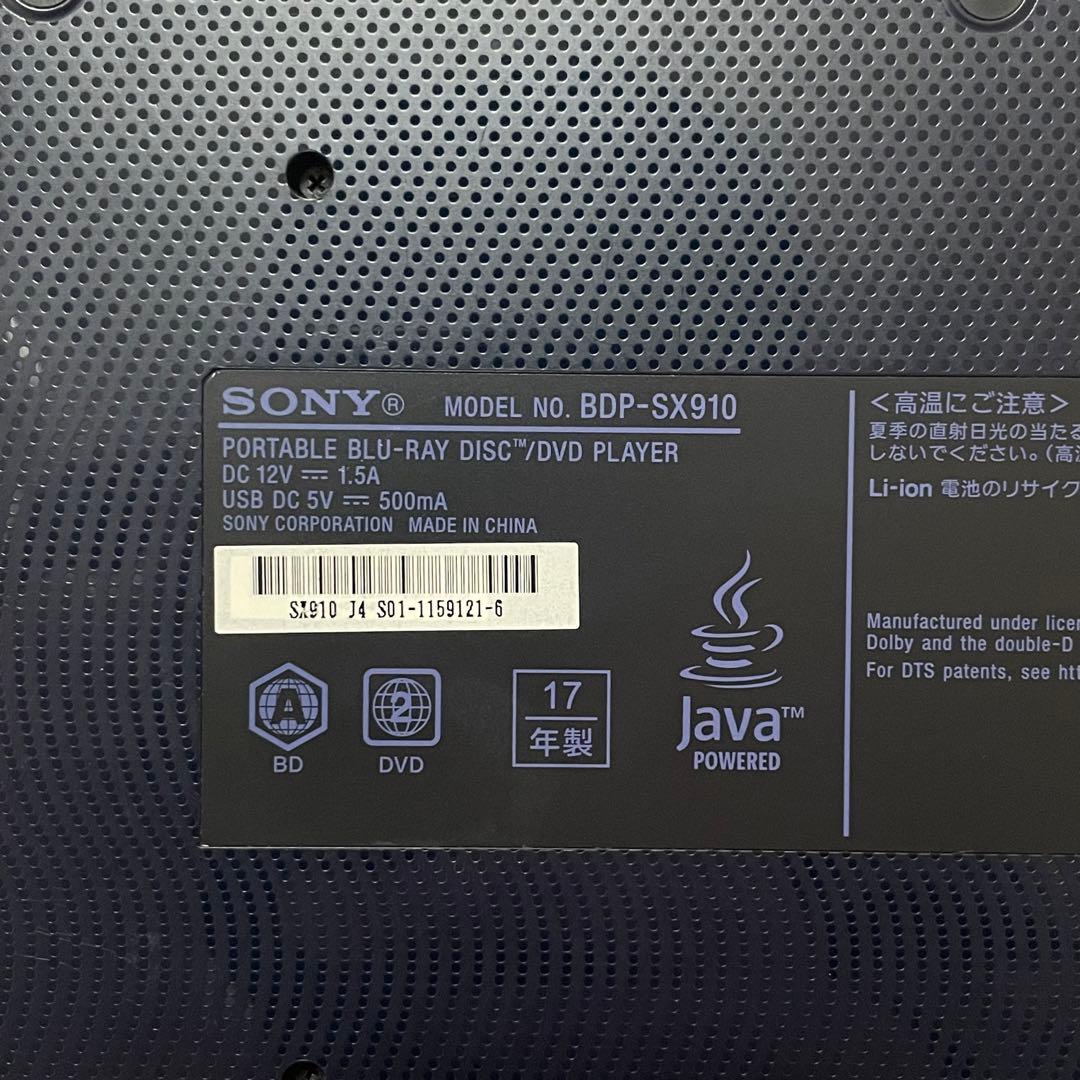 SONY® MODEL NO. BDP-SX910
PORTABLE BLU-RAY DISC™/DVD PLAYER
DC 12V ⎓ 1.5A
USB DC 5V ⎓ 500mA
SONY CORPORATION MADE IN CHINA
SX910 J4 S01-1159121-6
A
BD
2
DVD
17
年製
Java™
POWERED
<高温にご注意>
夏季の直射日光の当たる
しないでください。(高
Li-ion 電池のリサイク
Manufactured under
Dolby and the double-D
For DTS patents, see